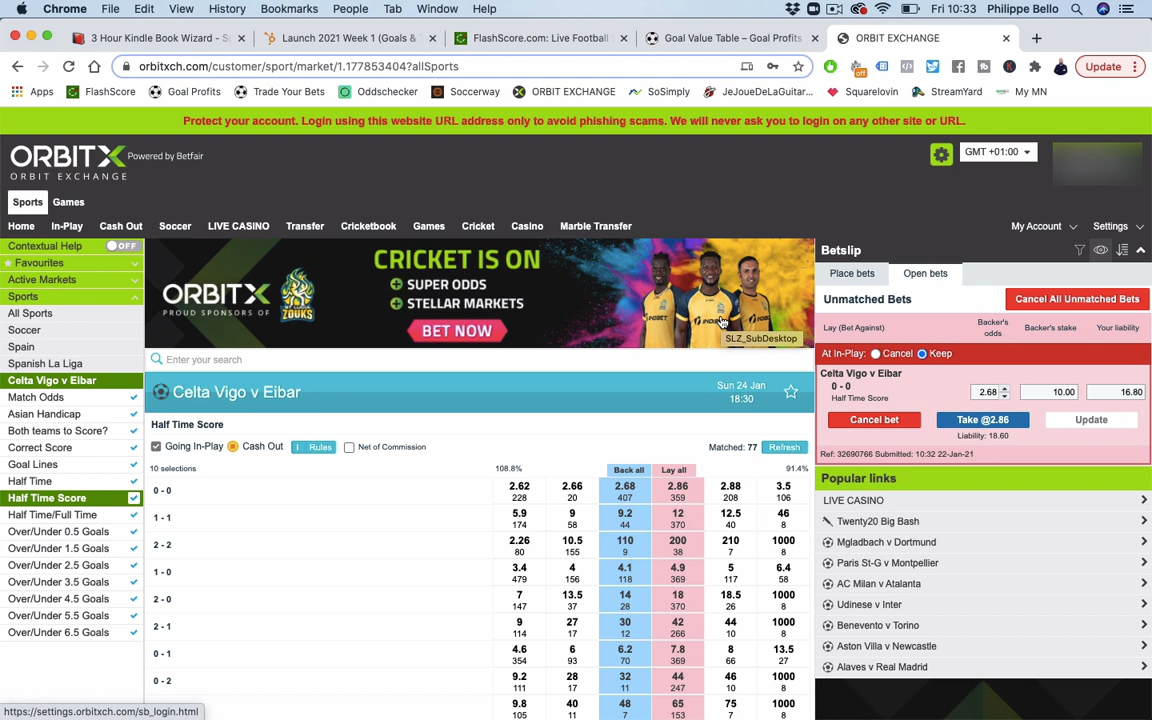 Chrome File Edit View History Bookmarks People Tab Window Help Fri 10:33 Philippe Bello
3 Hour Kindle Book Wizard - S
Launch 2021 Week 1 (Goals &
FlashScore.com: Live Football
Goal Value Table – Goal Profits
ORBIT EXCHANGE
orbitxch.com/customer/sport/market/1.177853404?allSports
off
Update
Apps FlashScore Goal Profits Trade Your Bets Oddschecker Soccerway ORBIT EXCHANGE SoSimply JeJoueDeLaGuitar... Squarelovin StreamYard My MN
Protect your account. Login using this website URL address only to avoid phishing scams. We will never ask you to login on any other site or URL.
ORBITX Powered by Betfair
ORBIT EXCHANGE
GMT +01:00
Sports Games
Home In-Play Cash Out Soccer LIVE CASINO Transfer Cricketbook Games Cricket Casino Marble Transfer
My Account Settings
Contextual Help OFF
Favourites
Active Markets
Sports
All Sports
Soccer
Spain
Spanish La Liga
Celta Vigo v Eibar
Match Odds
Asian Handicap
Both teams to Score?
Correct Score
Goal Lines
Half Time
Half Time Score
Half Time/Full Time
Over/Under 0.5 Goals
Over/Under 1.5 Goals
Over/Under 2.5 Goals
Over/Under 3.5 Goals
Over/Under 4.5 Goals
Over/Under 5.5 Goals
Over/Under 6.5 Goals
ORBITX
PROUD SPONSORS OF
ZOUKS
CRICKET IS ON
SUPER ODDS
STELLAR MARKETS
BET NOW
SLZ_SubDesktop
Enter your search
Celta Vigo v Eibar
Sun 24 Jan
18:30
Half Time Score
Going In-Play Cash Out Rules Net of Commission Matched: 77 Refresh
10 selections 108.8% Back all Lay all 91.4%
0 - 0 2.62 2.66 2.68 2.86 2.88 3.5
228 20 407 359 208 106
1 - 1 5.9 9 9.2 12 12.5 46
174 58 44 370 40 8
2 - 2 2.26 10.5 110 200 210 1000
80 155 9 38 7 8
1 - 0 3.4 4 4.1 4.9 5 6.4
479 156 118 369 117 58
2 - 0 7 13.5 14 18 18.5 1000
147 37 28 370 26 8
2 - 1 9 27 30 42 44 1000
114 17 12 266 10 8
0 - 1 4.6 6 6.2 7.8 8 13.5
354 93 70 369 66 27
0 - 2 9.2 28 32 44 46 1000
111 17 11 247 10 8
9.8 40 48 65 75 1000
105 11 7 153 7 8
Betslip
Place bets Open bets
Unmatched Bets Cancel All Unmatched Bets
Lay (Bet Against) Backer's odds Backer's stake Your liability
At In-Play: Cancel Keep
Celta Vigo v Eibar
0 - 0 2.68 10.00 16.80
Half Time Score
Cancel bet Take @2.86 Update
Liability: 18.60
Ref: 32690766 Submitted: 10:32 22-Jan-21
Popular links
LIVE CASINO
Twenty20 Big Bash
Mgladbach v Dortmund
Paris St-G v Montpellier
AC Milan v Atalanta
Udinese v Inter
Benevento v Torino
Aston Villa v Newcastle
Alaves v Real Madrid
https://settings.orbitxch.com/sb_login.html